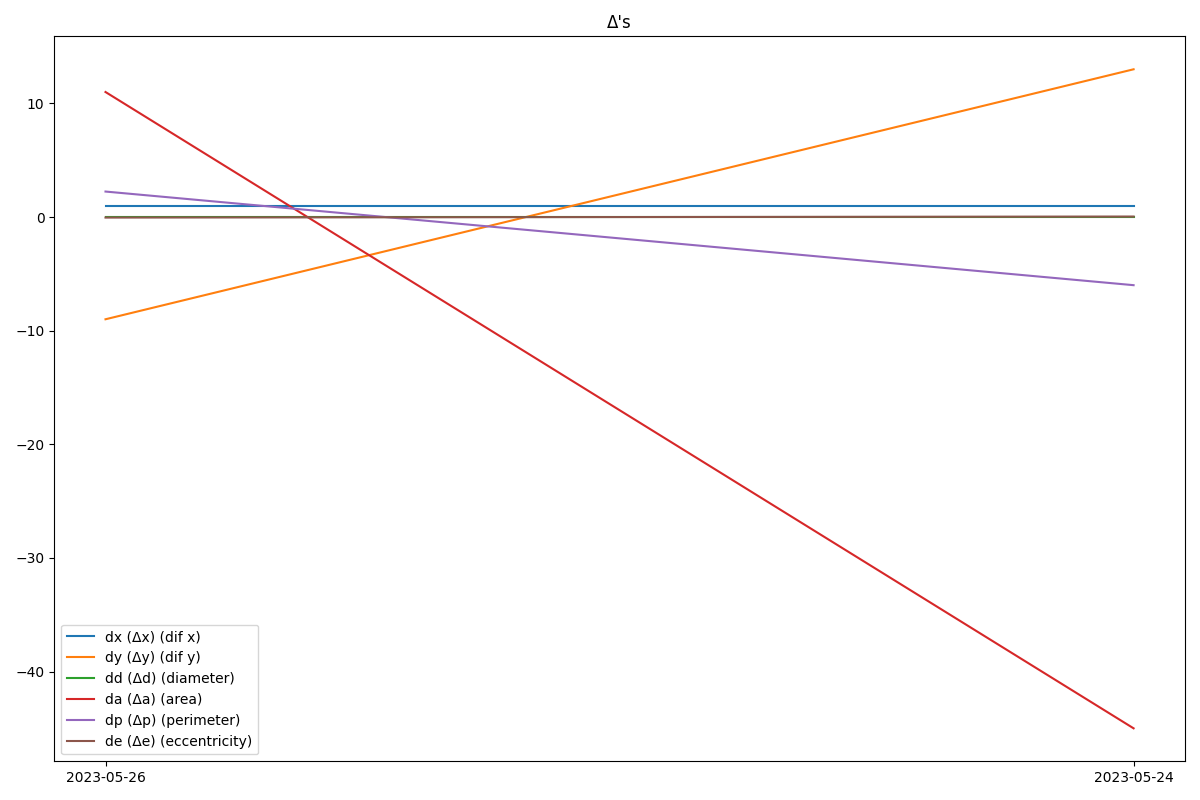 Δ's
10
0
−10
−20
−30
−40
dx (Δx) (dif x)
dy (Δy) (dif y)
dd (Δd) (diameter)
da (Δa) (area)
dp (Δp) (perimeter)
de (Δe) (eccentricity)
2023-05-26
2023-05-24